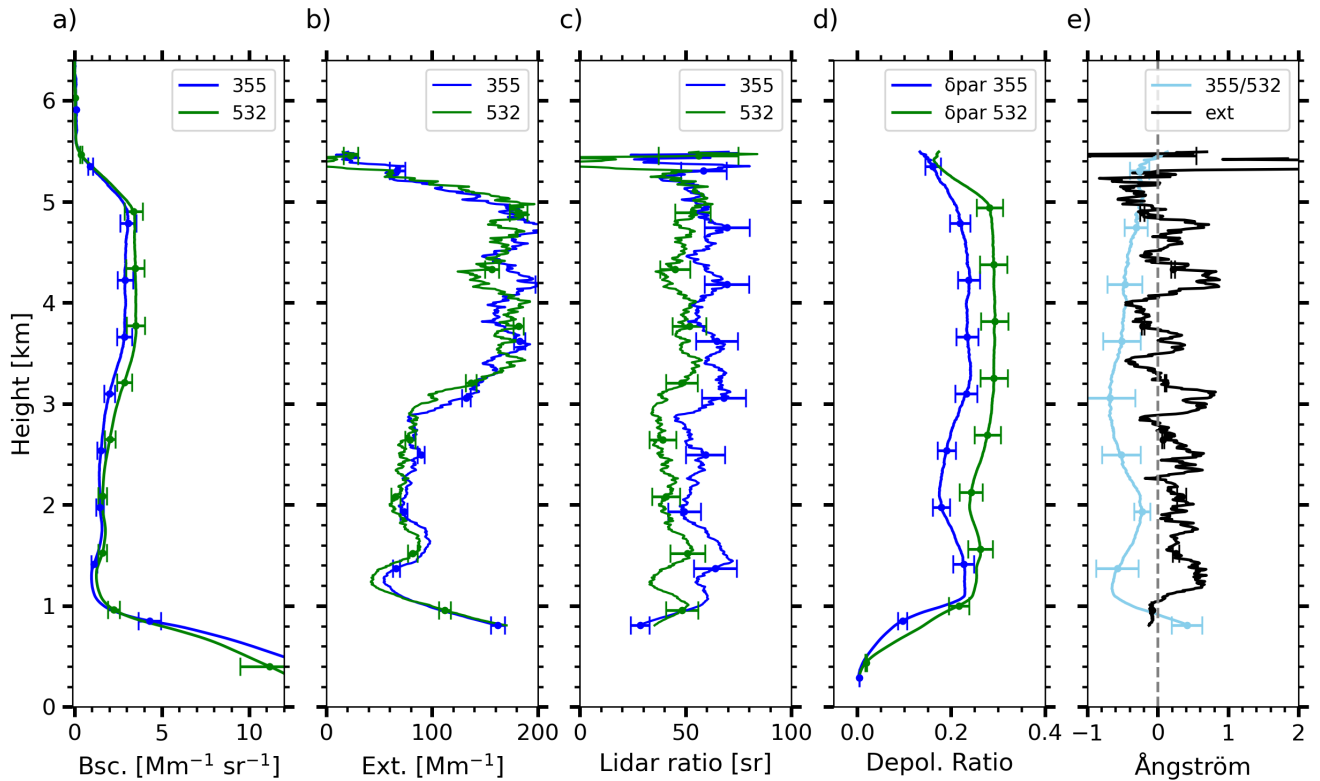 a) b) c) d) e)
355
532
355
532
355
532
δpar 355
δpar 532
355/532
ext
Height [km]
6
5
4
3
2
1
0
0 5 10
0 100 200
0 50 100
0.0 0.2 0.4
−1 0 1 2
Bsc. [Mm⁻¹ sr⁻¹]
Ext. [Mm⁻¹]
Lidar ratio [sr]
Depol. Ratio
Ångström